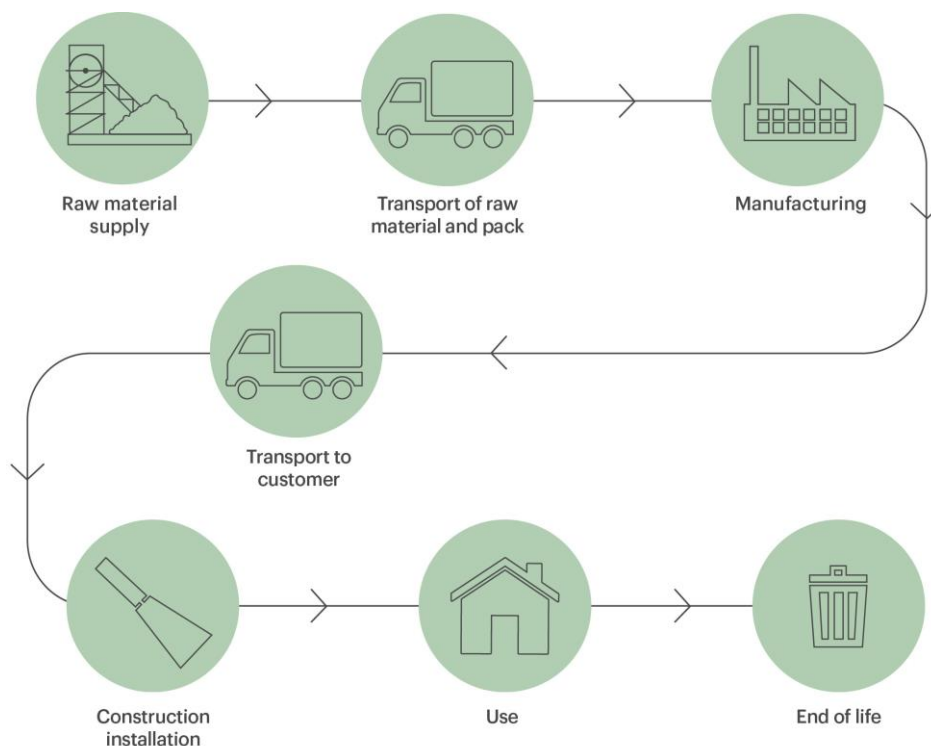 Raw material
supply
Transport of raw
material and pack
Manufacturing
Transport to
customer
Construction
installation
Use
End of life